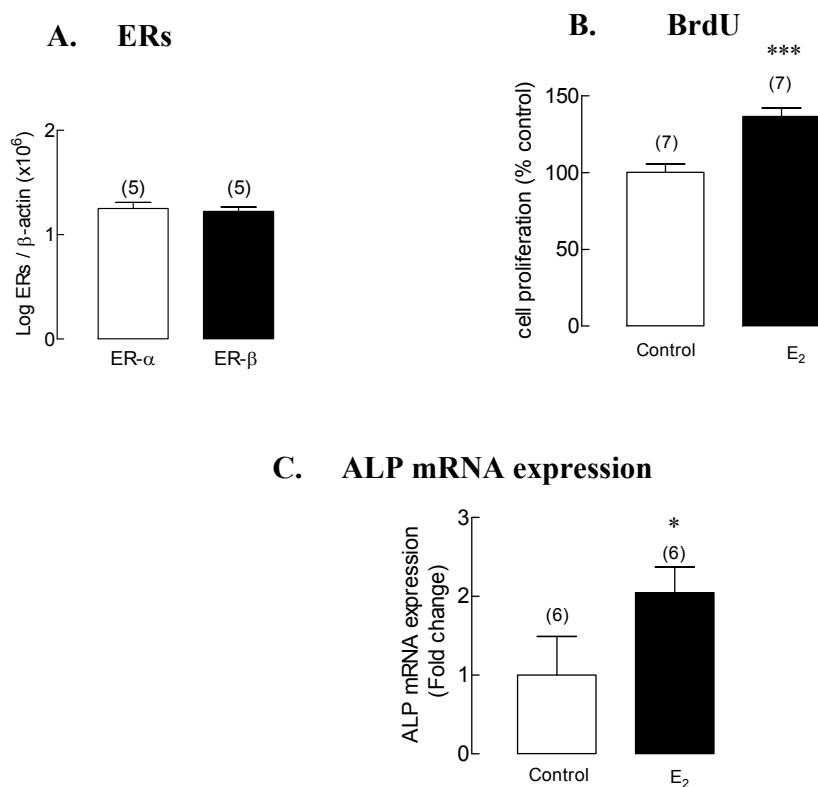 A. ERs
Log ERs / β-actin (x10⁶)
2
1
0
(5)
(5)
ER-α
ER-β
B. BrdU
cell proliferation (% control)
150
100
50
0
(7)
***
(7)
Control
E₂
C. ALP mRNA expression
ALP mRNA expression
(Fold change)
3
2
1
0
(6)
*
(6)
Control
E₂